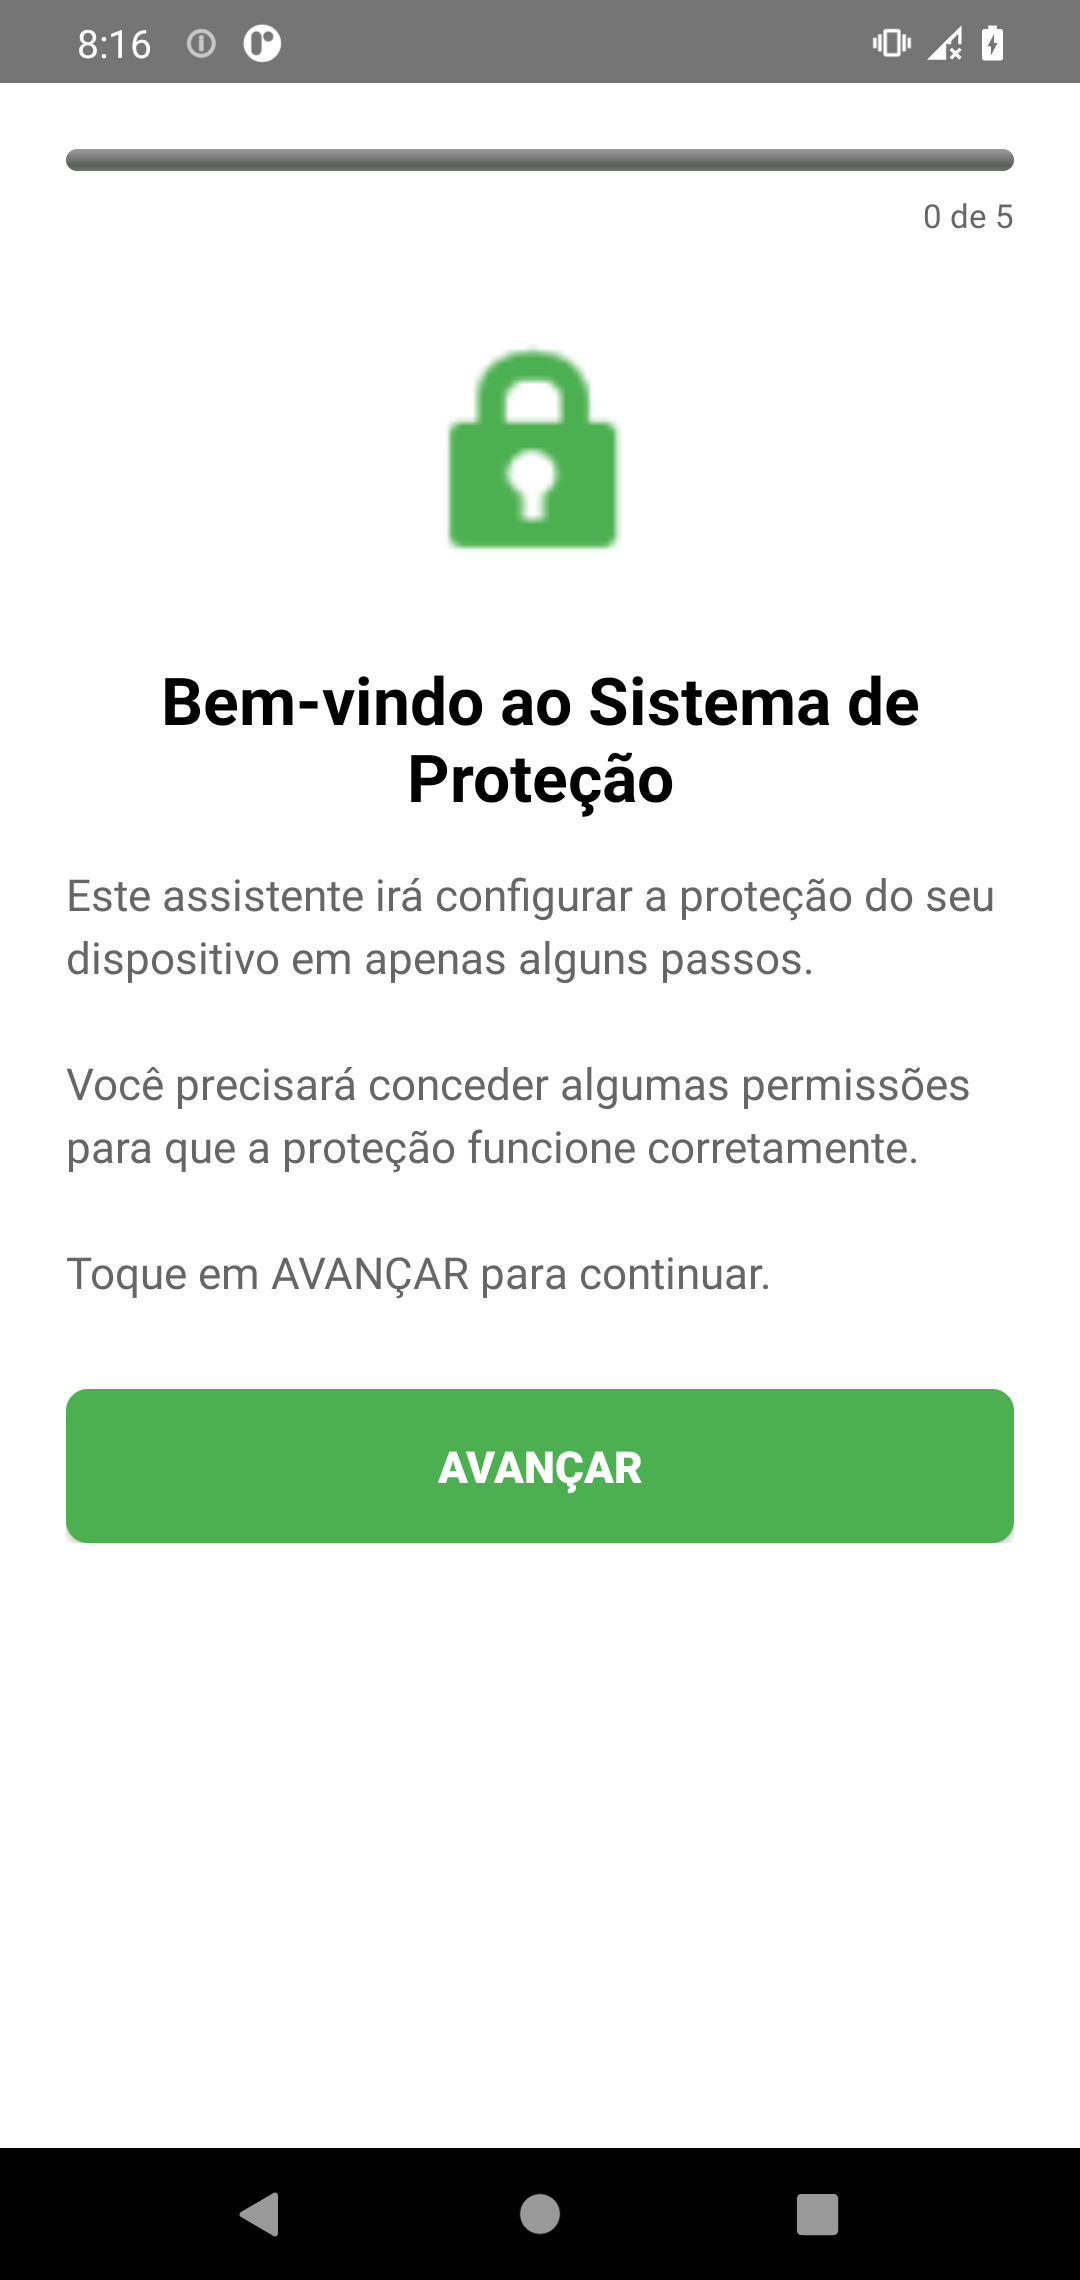 8:16
0 de 5
Bem-vindo ao Sistema de
Proteção
Este assistente irá configurar a proteção do seu
dispositivo em apenas alguns passos.
Você precisará conceder algumas permissões
para que a proteção funcione corretamente.
Toque em AVANÇAR para continuar.
AVANÇAR